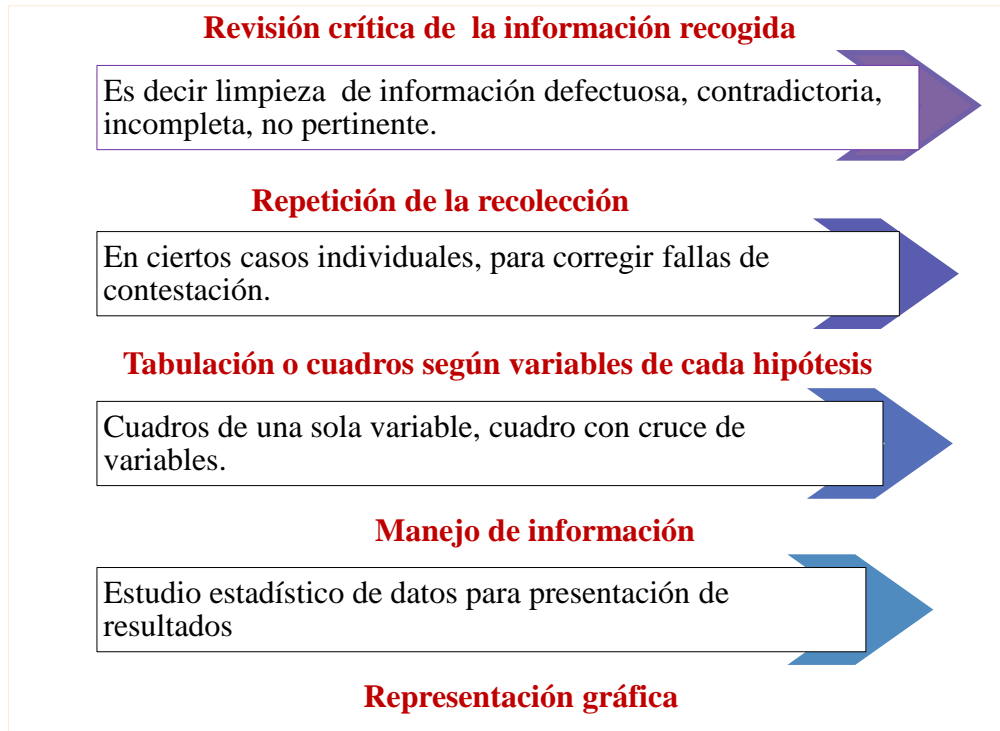 Revisión crítica de la información recogida
Es decir limpieza de información defectuosa, contradictoria,
incompleta, no pertinente.
Repetición de la recolección
En ciertos casos individuales, para corregir fallas de
contestación.
Tabulación o cuadros según variables de cada hipótesis
Cuadros de una sola variable, cuadro con cruce de
variables.
Manejo de información
Estudio estadístico de datos para presentación de
resultados
Representación gráfica